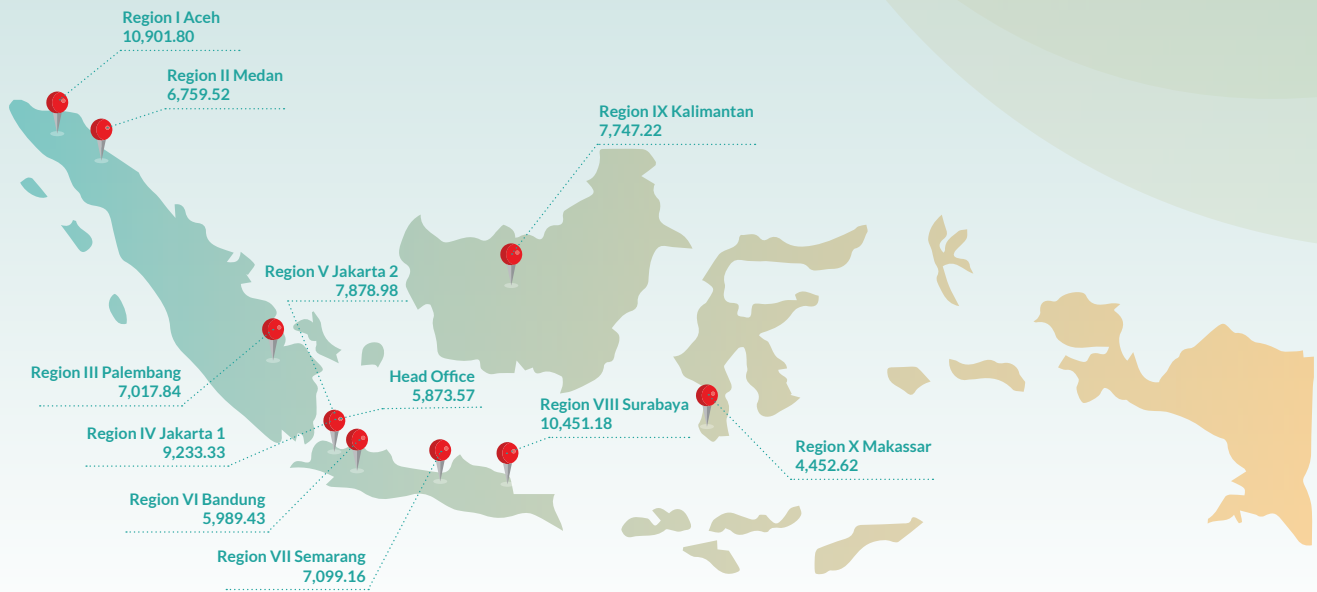 Region I Aceh
10,901.80
Region II Medan
6,759.52
Region IX Kalimantan
7,747.22
Region V Jakarta 2
7,878.98
Region III Palembang
7,017.84
Head Office
5,873.57
Region VIII Surabaya
10,451.18
Region IV Jakarta 1
9,233.33
Region X Makassar
4,452.62
Region VI Bandung
5,989.43
Region VII Semarang
7,099.16